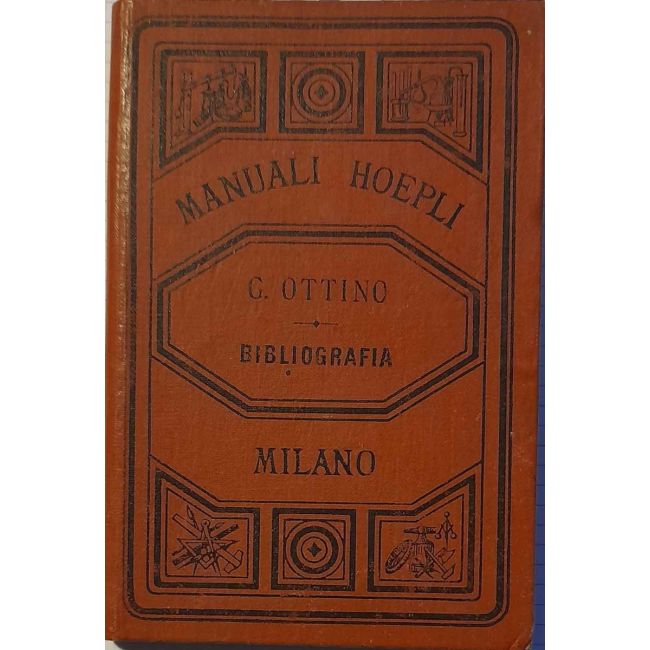 MANUALI HOEPLI
G. OTTINO
BIBLIOGRAFIA
MILANO